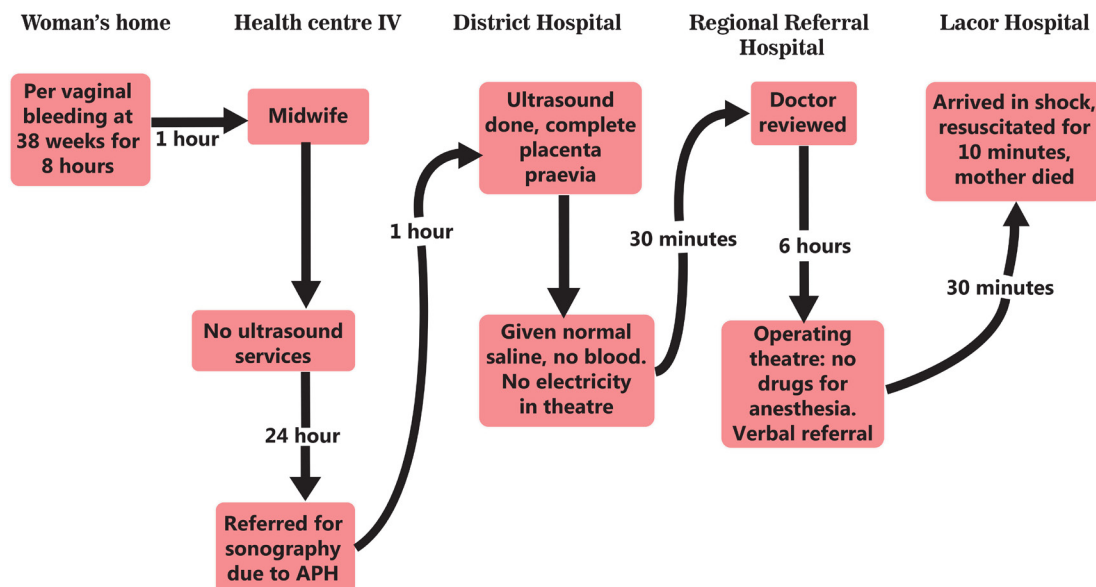 Woman's home
Health centre IV
District Hospital
Regional Referral
Hospital
Lacor Hospital
Per vaginal
bleeding at
38 weeks for
8 hours
1 hour
Midwife
No ultrasound
services
24 hour
Referred for
sonography
due to APH
1 hour
Ultrasound
done, complete
placenta
praevia
Given normal
saline, no blood.
No electricity
in theatre
30 minutes
Doctor
reviewed
6 hours
Operating
theatre: no
drugs for
anesthesia.
Verbal referral
30 minutes
Arrived in shock,
resuscitated for
10 minutes,
mother died